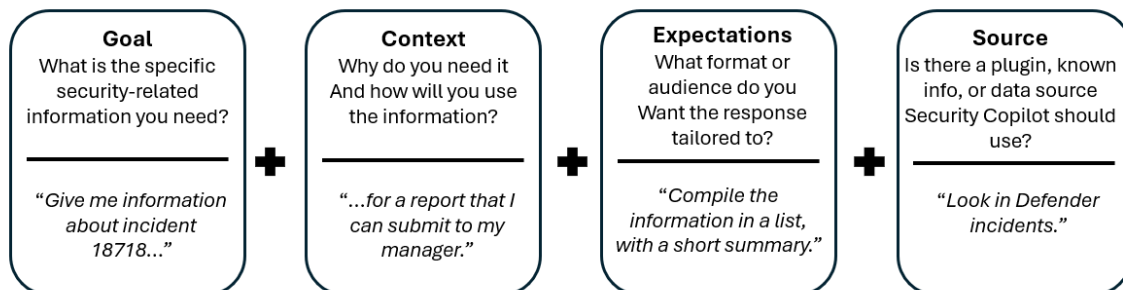 Goal
What is the specific
security-related
information you need?
“Give me information
about incident
18718…”
Context
Why do you need it
And how will you use
the information?
“…for a report that I
can submit to my
manager.”
Expectations
What format or
audience do you
Want the response
tailored to?
“Compile the
information in a list,
with a short summary.”
Source
Is there a plugin, known
info, or data source
Security Copilot should
use?
“Look in Defender
incidents.”